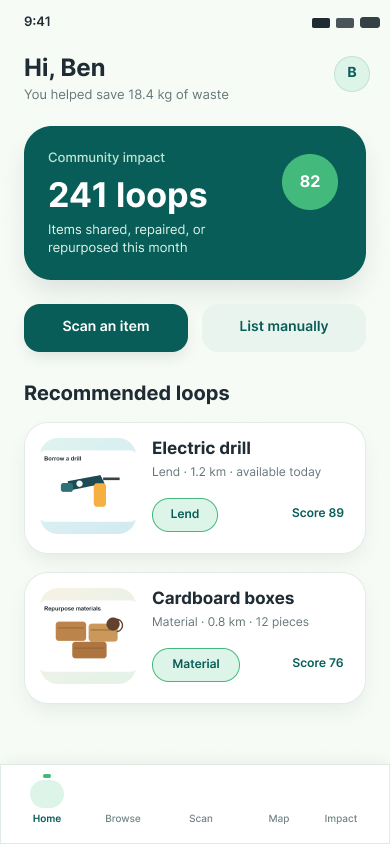 9:41
Hi, Ben
B
You helped save 18.4 kg of waste
Community impact
241 loops
82
Items shared, repaired, or
repurposed this month
Scan an item
List manually
Recommended loops
Borrow a drill
Electric drill
Lend · 1.2 km · available today
Lend
Score 89
Repurpose materials
Cardboard boxes
Material · 0.8 km · 12 pieces
Material
Score 76
Home
Browse
Scan
Map
Impact